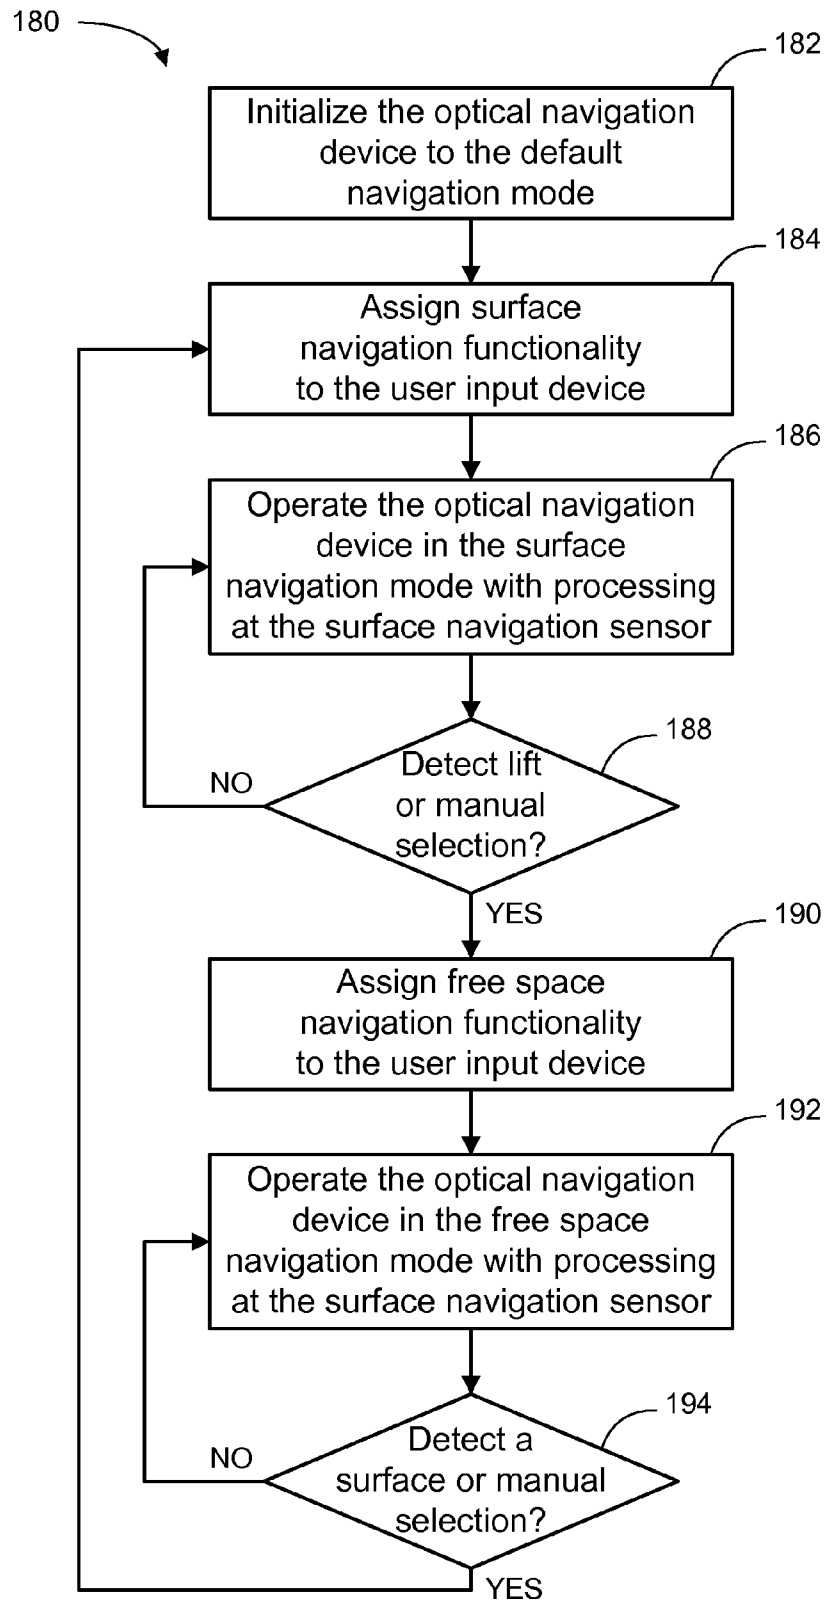 180
182
Initialize the optical navigation
device to the default
navigation mode
184
Assign surface
navigation functionality
to the user input device
186
Operate the optical navigation
device in the surface
navigation mode with processing
at the surface navigation sensor
188
Detect lift
or manual
selection?
NO
YES
190
Assign free space
navigation functionality
to the user input device
192
Operate the optical navigation
device in the free space
navigation mode with processing
at the surface navigation sensor
194
Detect a
surface or manual
selection?
NO
YES